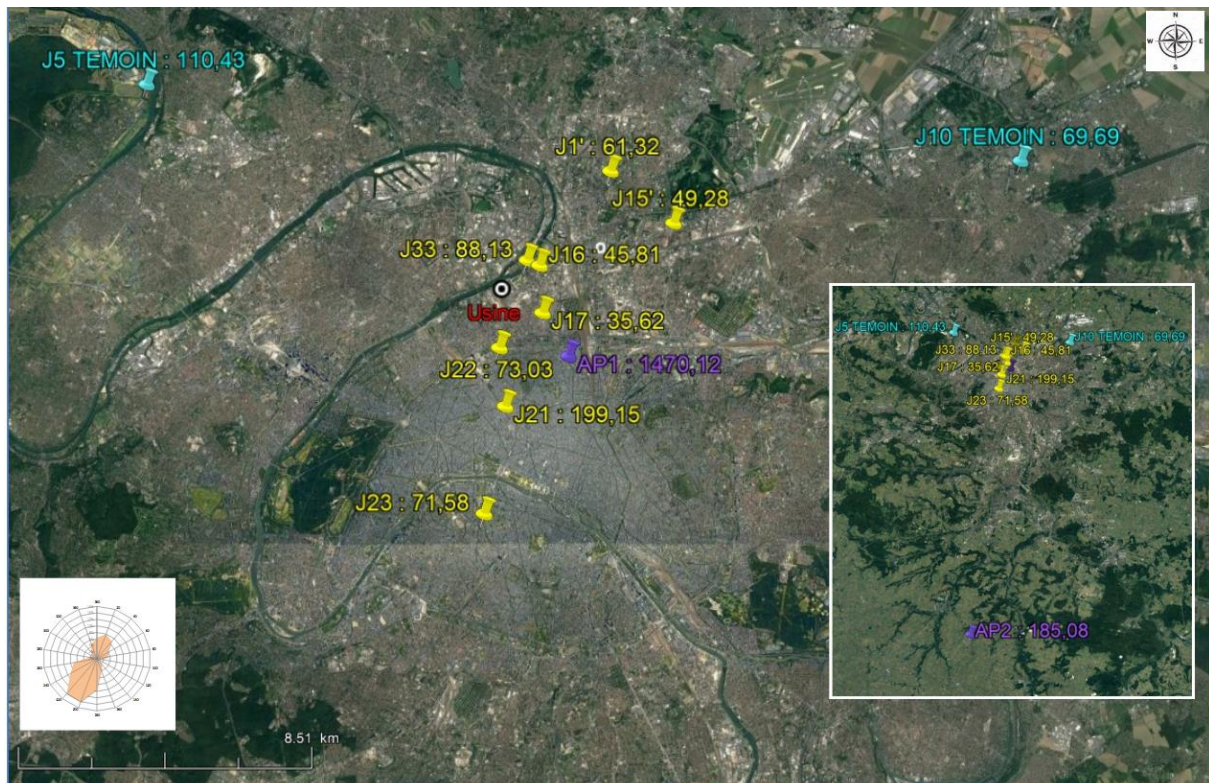 N
W E
S
J5 TEMOIN : 110,43
J10 TEMOIN : 69,69
J1' : 61,32
J15' : 49,28
J33 : 88,13
J16 : 45,81
Usine
J17 : 35,62
J22 : 73,03
AP1 : 1470,12
J21 : 199,15
J23 : 71,58
8.51 km
J5 TEMOIN : 110,43
J15' : 49,28
J10 TEMOIN : 69,69
J33 : 88,13
J16 : 45,81
J17 : 35,62
J21 : 199,15
J23 : 71,58
AP2 : 185,08